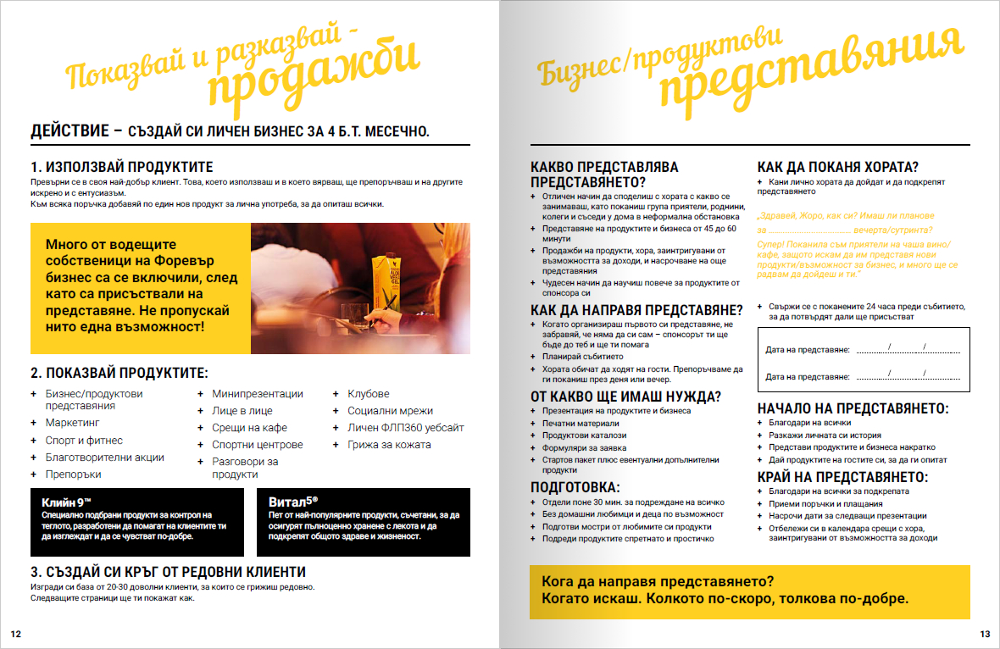 Показвай и разказвай -
продажби
ДЕЙСТВИЕ – СЪЗДАЙ СИ ЛИЧЕН БИЗНЕС ЗА 4 Б.Т. МЕСЕЧНО.
1. ИЗПОЛЗВАЙ ПРОДУКТИТЕ
Превърни се в своя най-добър клиент. Това, което използваш и в което вярваш, ще препоръчваш и на другите
искрено и с ентусиазъм.
Към всяка поръчка добавяй по един нов продукт за лична употреба, за да опиташ всички.
Много от водещите
собственици на Форевър
бизнес са се включили, след
като са присъствали на
представяне. Не пропускай
нито една възможност!
2. ПОКАЗВАЙ ПРОДУКТИТЕ:
+ Бизнес/продуктови
представяния
+ Маркетинг
+ Спорт и фитнес
+ Благотворителни акции
+ Препоръки
+ Минипрезентации
+ Лице в лице
+ Срещи на кафе
+ Спортни центрове
+ Разговори за
продукти
+ Клубове
+ Социални мрежи
+ Личен ФЛП360 уебсайт
+ Грижа за кожата
Клийн 9™
Специално подбрани продукти за контрол на
теглото, разработени да помагат на клиентите ти
да изглеждат и да се чувстват по-добре.
Витал5®
Пет от най-популярните продукти, съчетани, за да
осигурят пълноценно хранене с лекота и да
подкрепят общото здраве и жизненост.
3. СЪЗДАЙ СИ КРЪГ ОТ РЕДОВНИ КЛИЕНТИ
Изгради си база от 20-30 доволни клиенти, за които се грижиш редовно.
Следващите страници ще ти покажат как.
12
Бизнес/продуктови
представяния
КАКВО ПРЕДСТАВЛЯВА
ПРЕДСТАВЯНЕТО?
+ Отличен начин да споделиш с хората с какво се
занимаваш, като поканиш група приятели, роднини,
колеги и съседи у дома в неформална обстановка
+ Представяне на продуктите и бизнеса от 45 до 60
минути
+ Продажби на продукти, хора, заинтригувани от
възможността за доходи, и насрочване на още
представяния
+ Чудесен начин да научиш повече за продуктите от
спонсора си
КАК ДА НАПРАВЯ ПРЕДСТАВЯНЕ?
+ Когато организираш първото си представяне, не
забравяй, че няма да си сам – спонсорът ти ще
бъде до теб и ще ти помага
+ Планирай събитието
+ Хората обичат да ходят на гости. Препоръчваме да
ги поканиш през деня или вечер.
ОТ КАКВО ЩЕ ИМАШ НУЖДА?
+ Презентация на продуктите и бизнеса
+ Печатни материали
+ Продуктови каталози
+ Формуляри за заявка
+ Стартов пакет плюс евентуални допълнителни
продукти
ПОДГОТОВКА:
+ Отдели поне 30 мин. за подреждане на всичко
+ Без домашни любимци и деца по възможност
+ Подготви мостри от любимите си продукти
+ Подреди продуктите спретнато и простичко
КАК ДА ПОКАНЯ ХОРАТА?
+ Кани лично хората да дойдат и да подкрепят
представянето
„Здравей, Жоро, как си? Имаш ли планове
за ................................... вечерта/сутринта?
Супер! Поканила съм приятели на чаша вино/
кафе, защото искам да им представя нови
продукти/възможност за бизнес, и много ще се
радвам да дойдеш и ти.“
+ Свържи се с поканените 24 часа преди събитието,
за да потвърдят дали ще присъстват
Дата на представяне: ............/............/............
Дата на представяне: ............/............/............
НАЧАЛО НА ПРЕДСТАВЯНЕТО:
+ Благодари на всички
+ Разкажи личната си история
+ Представи продуктите и бизнеса накратко
+ Дай продуктите на гостите си, за да ги опитат
КРАЙ НА ПРЕДСТАВЯНЕТО:
+ Благодари на всички за подкрепата
+ Приеми поръчки и плащания
+ Насрочи дати за следващи презентации
+ Отбележи си в календара срещи с хора,
заинтригувани от възможността за доходи
Кога да направя представянето?
Когато искаш. Колкото по-скоро, толкова по-добре.
13